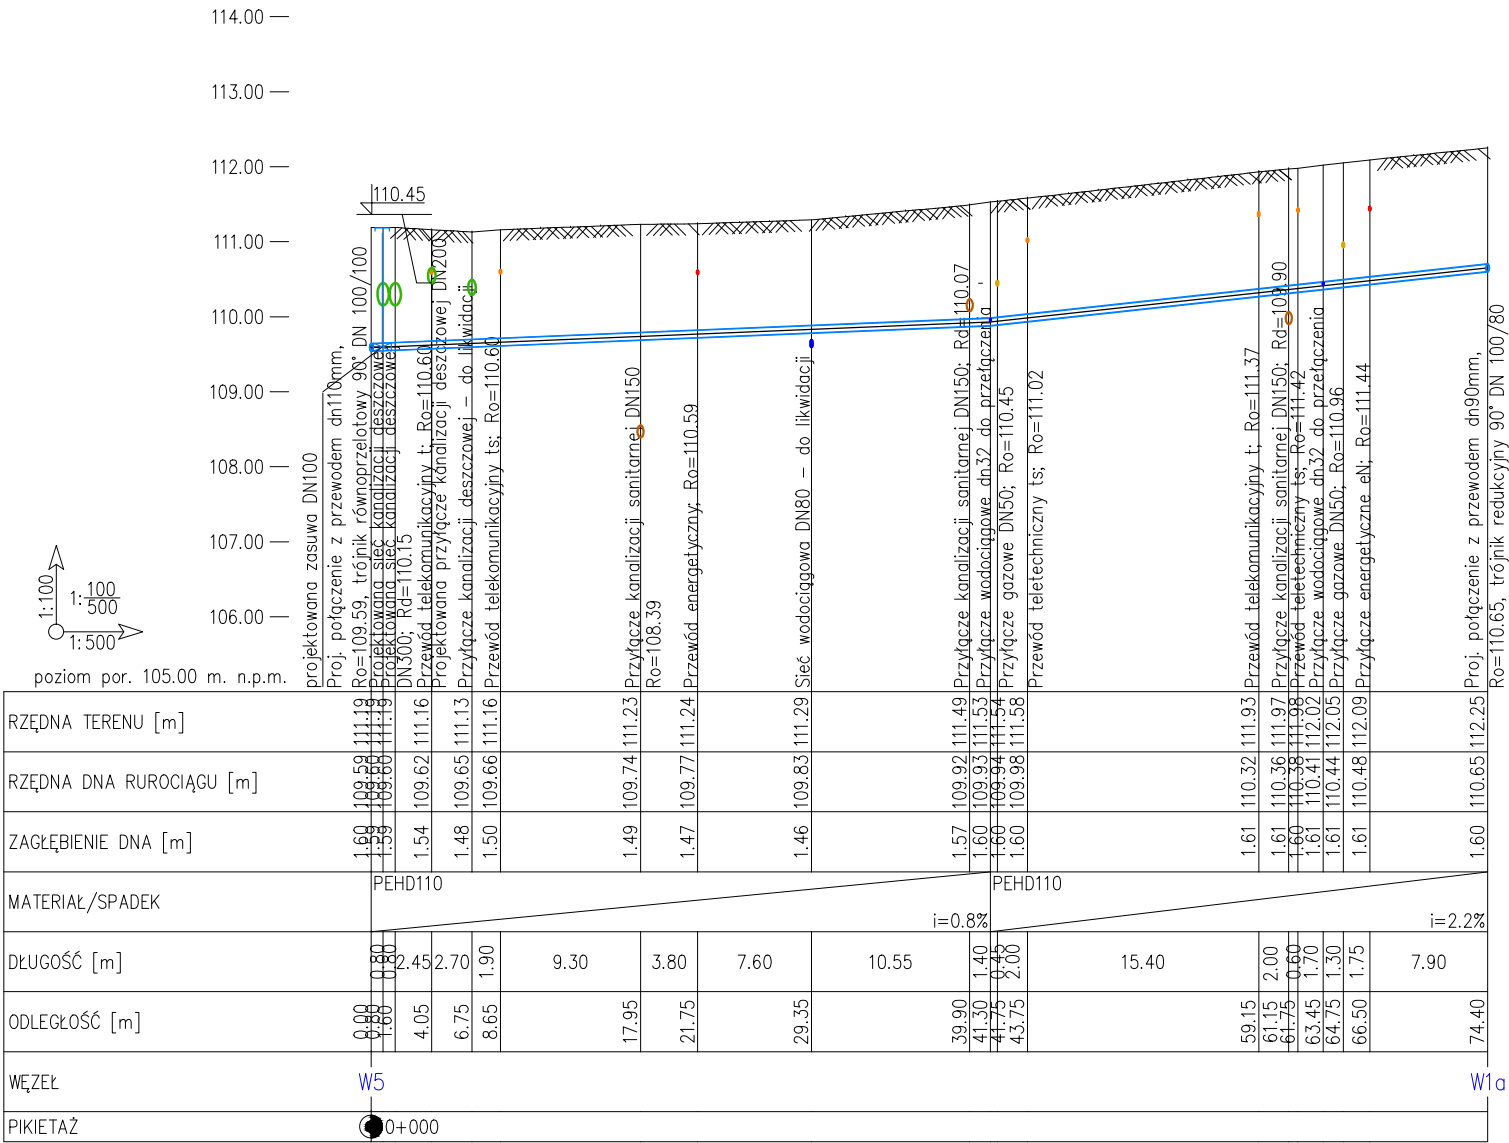 114.00
113.00
112.00
111.00
110.00
109.00
108.00
107.00
106.00
110.45
1:100
1:100/500
1:500
poziom por. 105.00 m. n.p.m.
projektowana zasuwa DN100
Proj. połączenie z przewodem dn110mm,
Ro=109.59, trójnik równoprzelotowy 90° DN 100/100
Projektowana sieć kanalizacji deszczowej
Projektowana sieć kanalizacji deszczowej
DN300; Rd=110.15
Przewód telekomunikacyjny t; Ro=110.60
Projektowana przyłącze kanalizacji deszczowej DN200
Przyłącze kanalizacji deszczowej – do likwidacji
Przewód telekomunikacyjny ts; Ro=110.60
Przyłącze kanalizacji sanitarnej DN150
Ro=108.39
Przewód energetyczny; Ro=110.59
Sieć wodociągowa DN80 – do likwidacji
Przyłącze kanalizacji sanitarnej DN150; Rd=110.07
Przyłącze wodociągowe dn32 do przełączenia
Przyłącze gazowe DN50; Ro=110.45
Przewód teletechniczny ts; Ro=111.02
Przewód telekomunikacyjny t; Ro=111.37
Przyłącze kanalizacji sanitarnej DN150; Rd=109.90
Przewód teletechniczny ts; Ro=111.42
Przyłącze wodociągowe dn32 do przełączenia
Przyłącze gazowe DN50; Ro=110.96
Przyłącze energetyczne eN; Ro=111.44
Proj. połączenie z przewodem dn90mm,
Ro=110.65, trójnik redukcyjny 90° DN 100/80
RZĘDNA TERENU [m] 111.19 111.19 111.19 111.16 111.13 111.16 111.23 111.24 111.29 111.49 111.53 111.54 111.58 111.93 111.97 111.98 112.02 112.05 112.09 112.25
RZĘDNA DNA RUROCIĄGU [m] 109.59 109.60 109.60 109.62 109.65 109.66 109.74 109.77 109.83 109.92 109.93 109.94 109.98 110.32 110.36 110.38 110.41 110.44 110.48 110.65
ZAGŁĘBIENIE DNA [m] 1.60 1.59 1.59 1.54 1.48 1.50 1.49 1.47 1.46 1.57 1.60 1.60 1.60 1.61 1.61 1.60 1.61 1.61 1.61 1.60
MATERIAŁ/SPADEK PEHD110 i=0.8% PEHD110 i=2.2%
DŁUGOŚĆ [m] 0.80 0.80 2.45 2.70 1.90 9.30 3.80 7.60 10.55 1.40 0.45 2.00 15.40 2.00 0.60 1.70 1.30 1.75 7.90
ODLEGŁOŚĆ [m] 0.00 0.80 1.60 4.05 6.75 8.65 17.95 21.75 29.35 39.90 41.30 41.75 43.75 59.15 61.15 61.75 63.45 64.75 66.50 74.40
WĘZEŁ W5 W1a
PIKIETAŻ 0+000